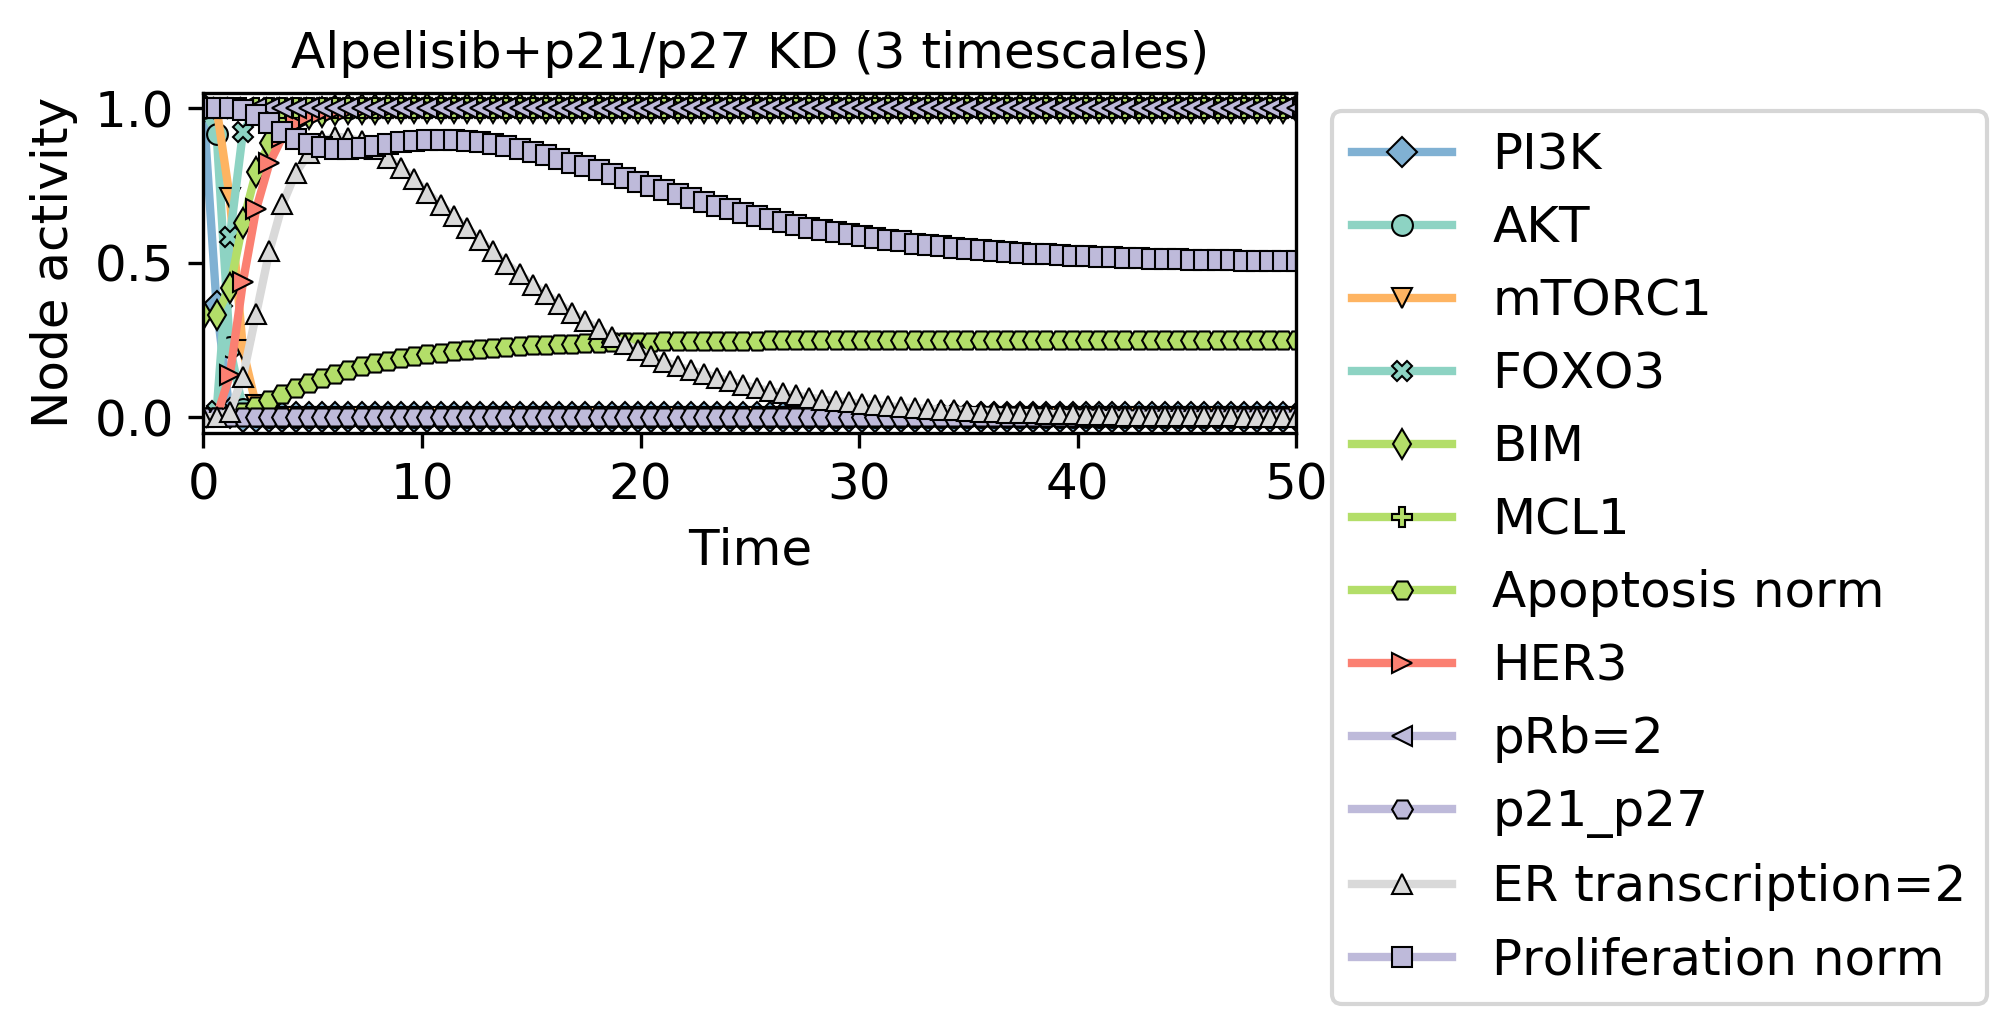 Alpelisib+p21/p27 KD (3 timescales)
Node activity
1.0
0.5
0.0
0 10 20 30 40 50
Time
PI3K
AKT
mTORC1
FOXO3
BIM
MCL1
Apoptosis norm
HER3
pRb=2
p21_p27
ER transcription=2
Proliferation norm